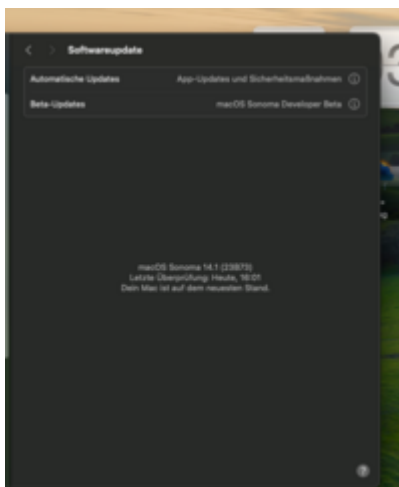 Softwareupdate
Automatische Updates App-Updates und Sicherheitsmaßnahmen
Beta-Updates macOS Sonoma Developer Beta
macOS Sonoma 14.1 (23B73)
Letzte Überprüfung: Heute, 16:01
Dein Mac ist auf dem neuesten Stand.